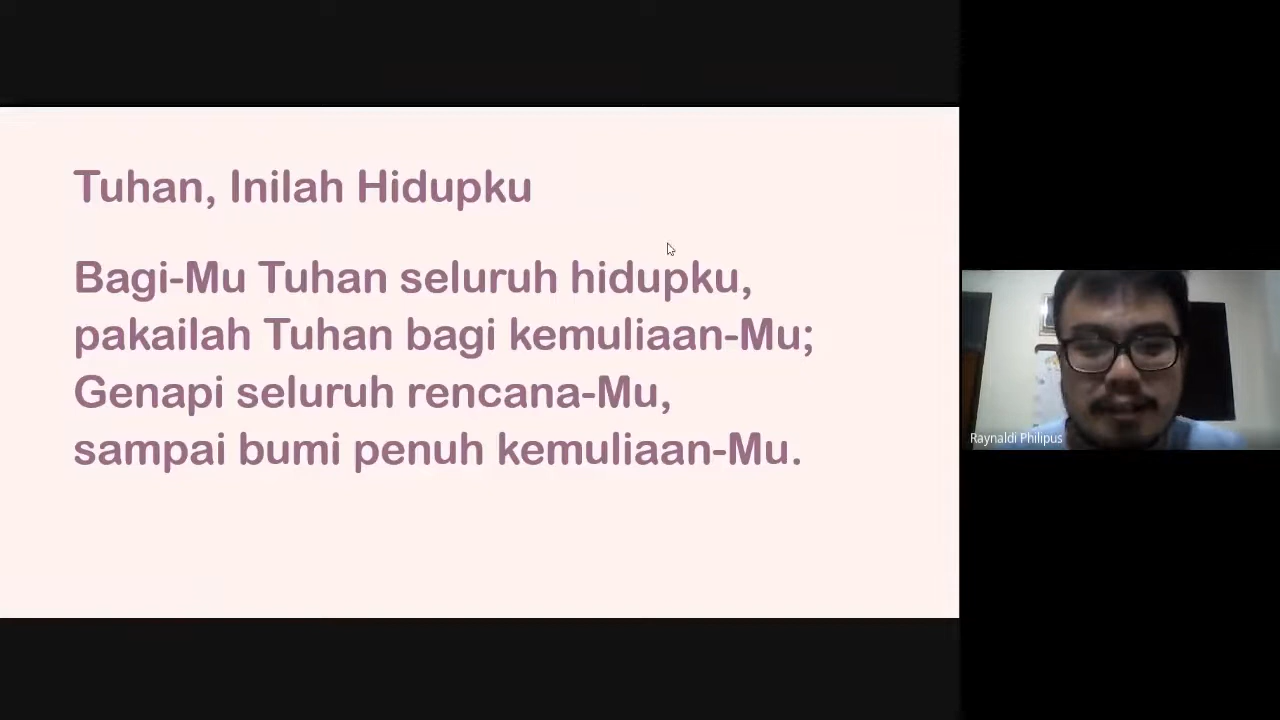 Tuhan, Inilah Hidupku
Bagi-Mu Tuhan seluruh hidupku,
pakailah Tuhan bagi kemuliaan-Mu;
Genapi seluruh rencana-Mu,
sampai bumi penuh kemuliaan-Mu.
Raynaldi Philipus